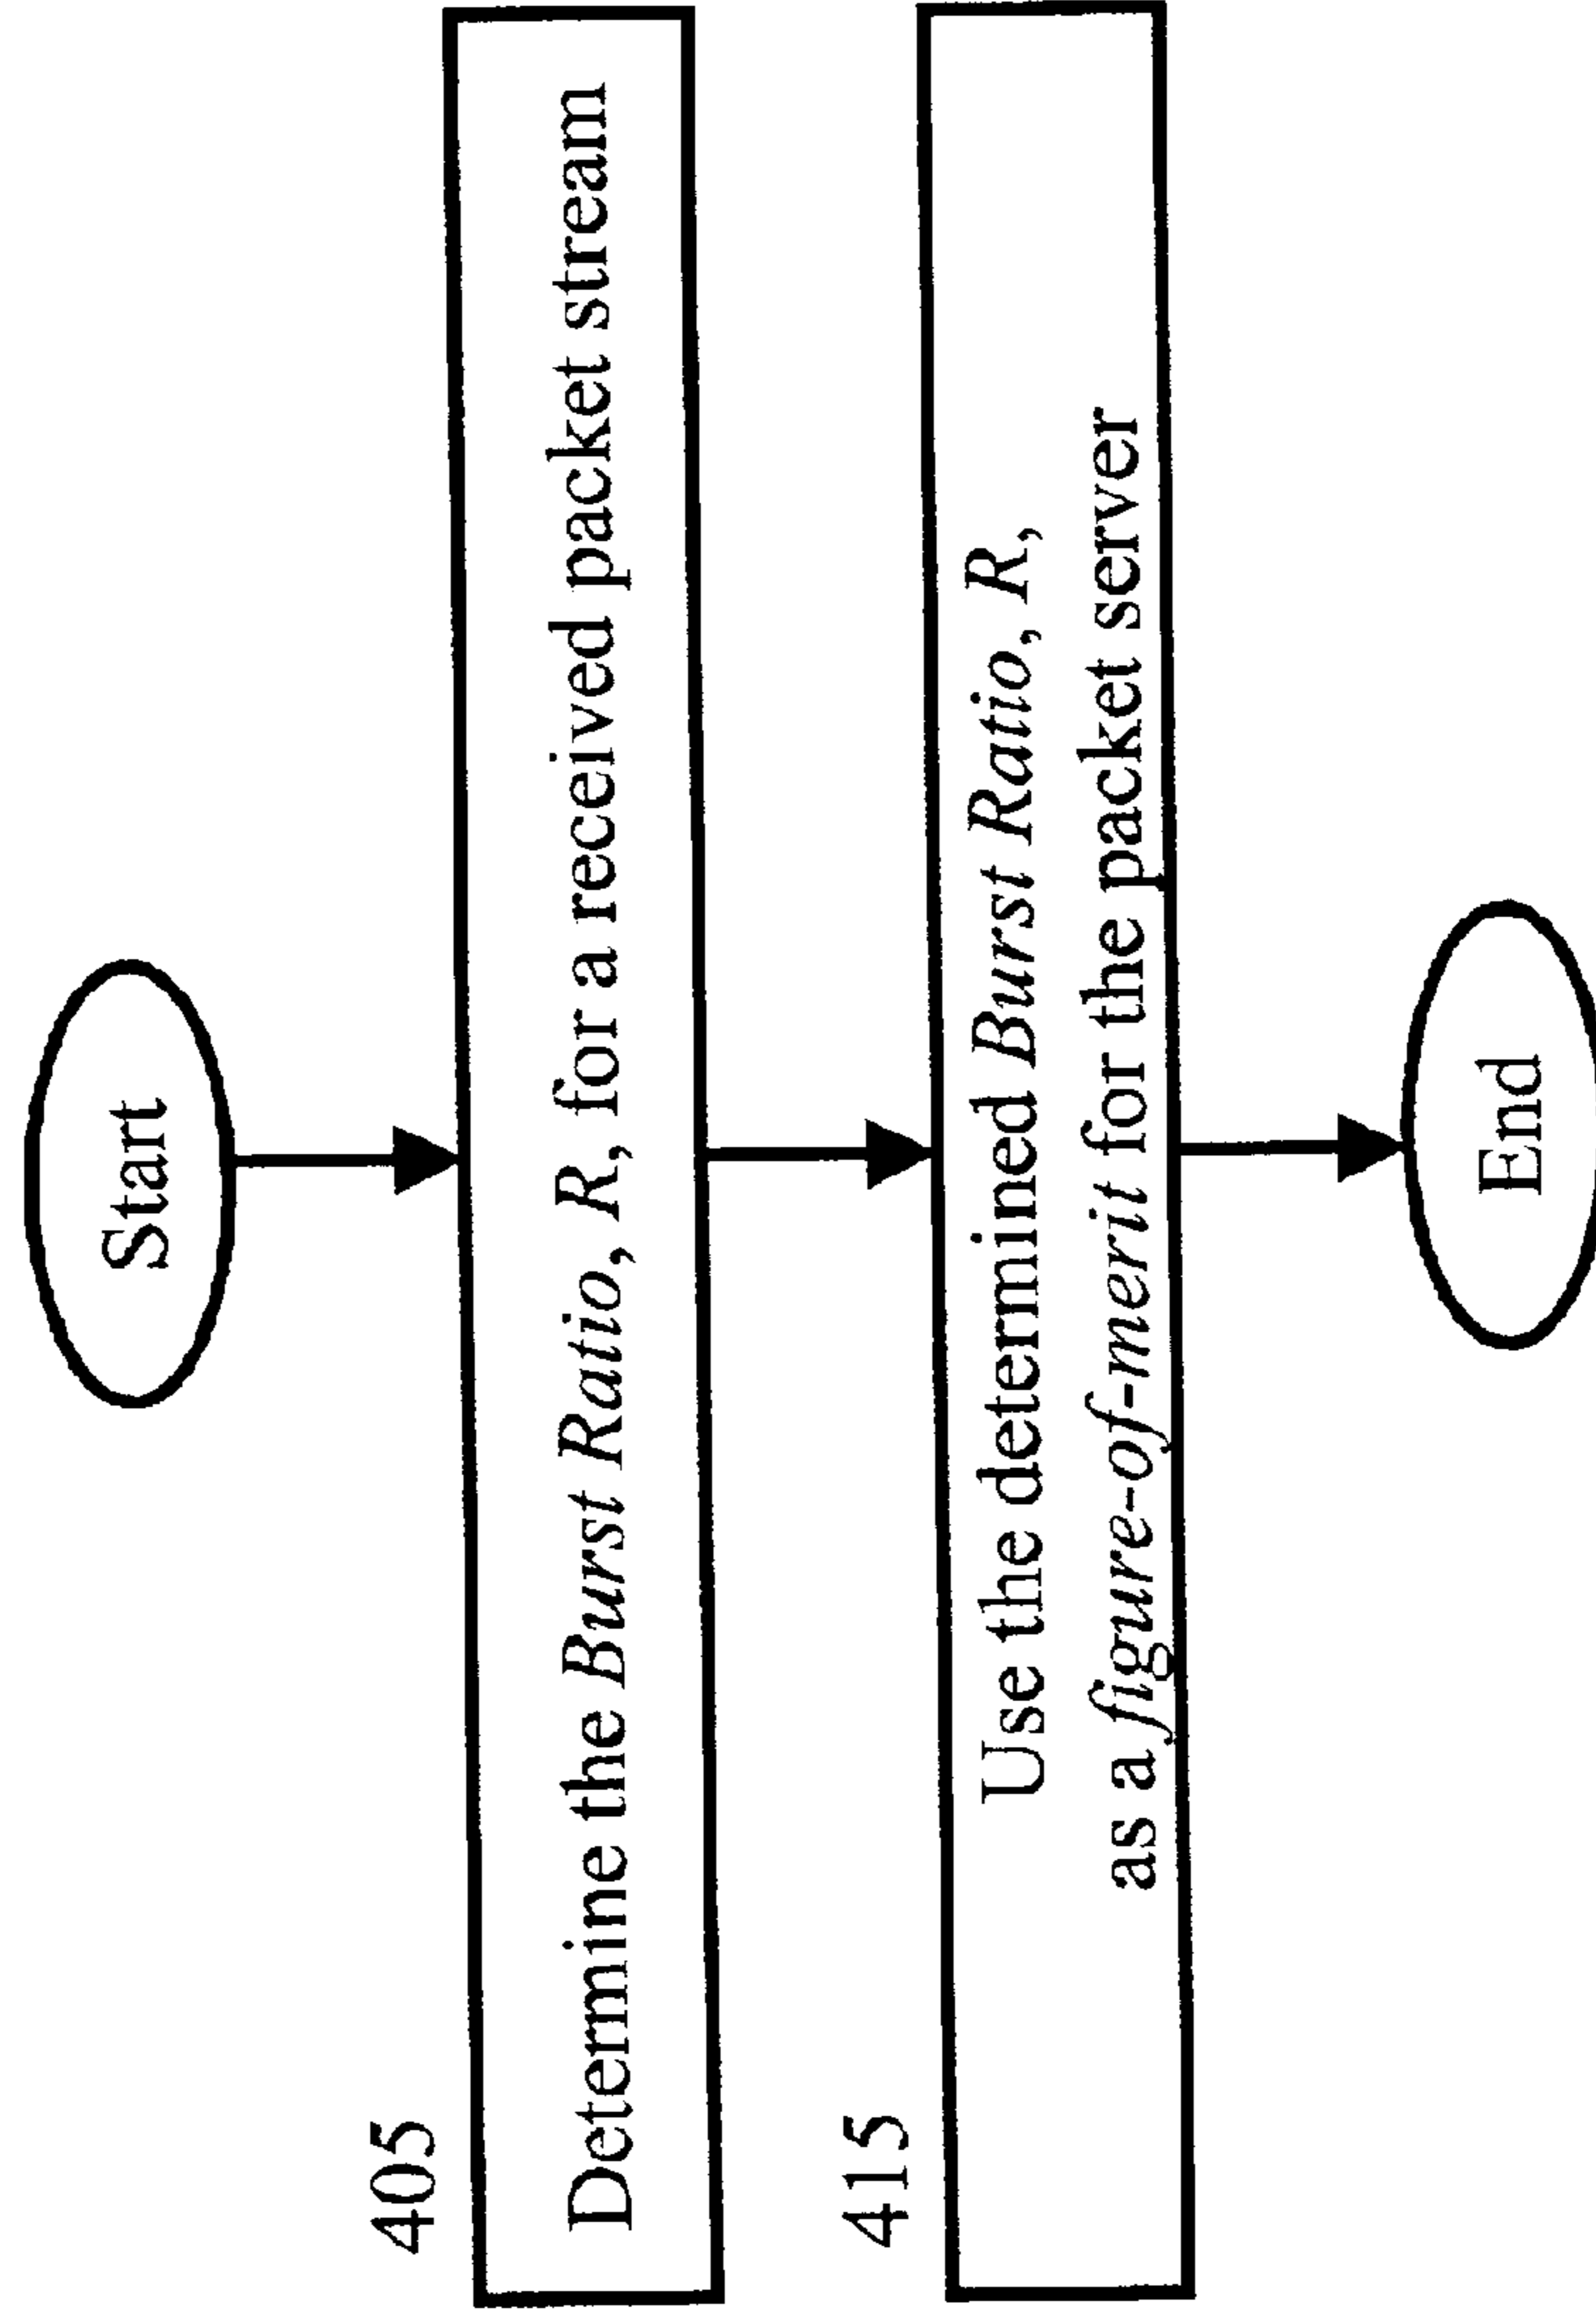 Start
405
Determine the Burst Ratio, R, for a received packet stream
415
Use the determined Burst Ratio, R,
as a figure-of-merit for the packet server
End